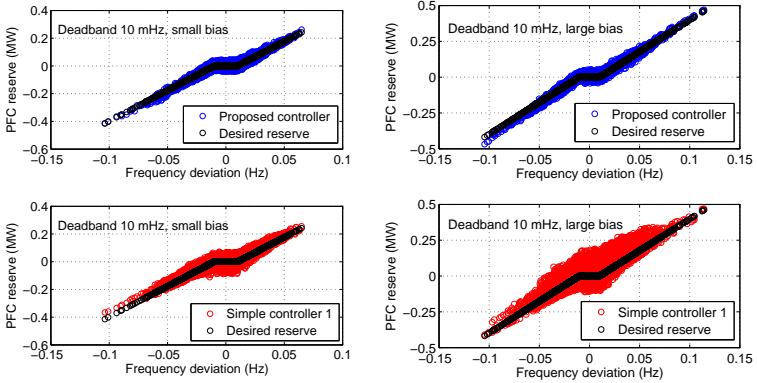 Deadband 10 mHz, small bias
PFC reserve (MW)
0.4
0.2
0
−0.2
−0.4
−0.6
Proposed controller
Desired reserve
−0.15
−0.1
−0.05
0
0.05
0.1
Frequency deviation (Hz)
Deadband 10 mHz, large bias
PFC reserve (MW)
0.5
0.25
0
−0.25
−0.5
Proposed controller
Desired reserve
−0.15
−0.1
−0.05
0
0.05
0.1
0.15
Frequency deviation (Hz)
Deadband 10 mHz, small bias
PFC reserve (MW)
0.4
0.2
0
−0.2
−0.4
−0.6
Simple controller 1
Desired reserve
−0.15
−0.1
−0.05
0
0.05
0.1
Frequency deviation (Hz)
Deadband 10 mHz, large bias
PFC reserve (MW)
0.5
0.25
0
−0.25
−0.5
Simple controller 1
Desired reserve
−0.15
−0.1
−0.05
0
0.05
0.1
0.15
Frequency deviation (Hz)